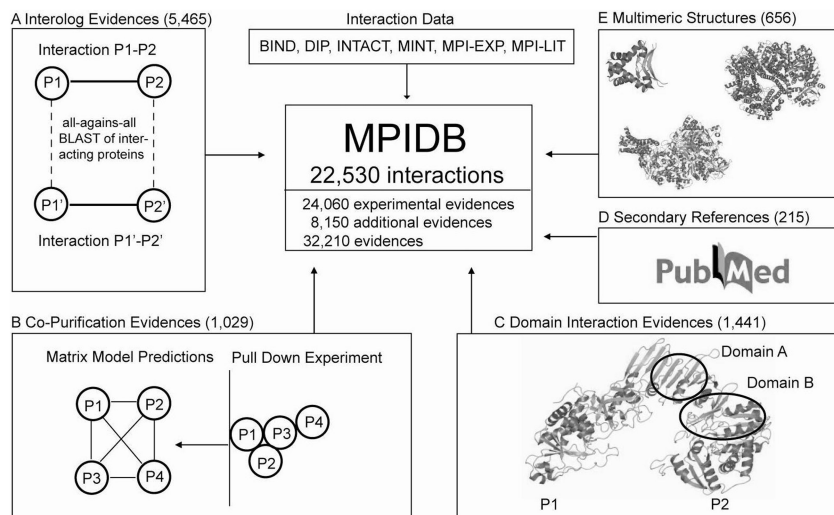 A Interolog Evidences (5,465)
Interaction P1-P2
P1
P2
all-agains-all
BLAST of inter-
acting proteins
P1'
P2'
Interaction P1'-P2'
Interaction Data
BIND, DIP, INTACT, MINT, MPI-EXP, MPI-LIT
MPIDB
22,530 interactions
24,060 experimental evidences
8,150 additional evidences
32,210 evidences
E Multimeric Structures (656)
D Secondary References (215)
PubMed
B Co-Purification Evidences (1,029)
Matrix Model Predictions
P1
P2
P3
P4
Pull Down Experiment
P1
P3
P4
P2
C Domain Interaction Evidences (1,441)
Domain A
Domain B
P1
P2